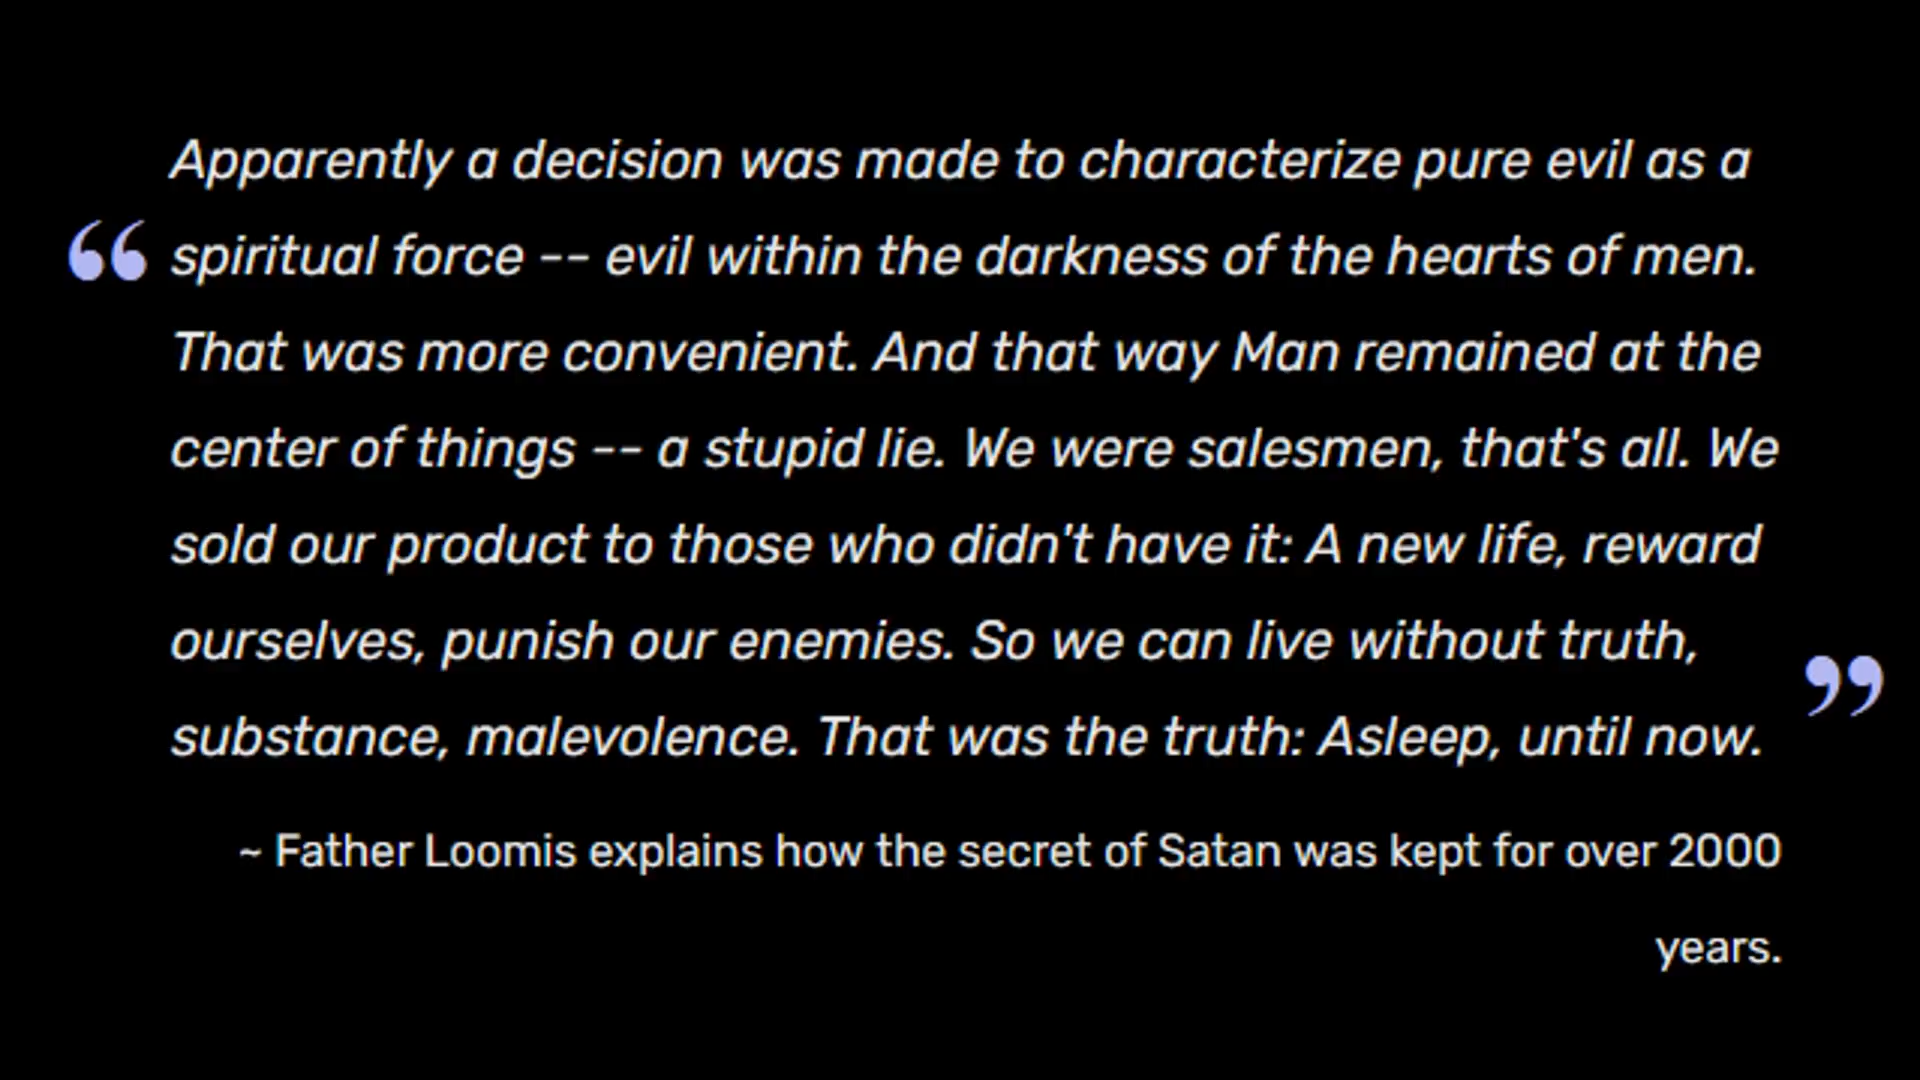 Apparently a decision was made to characterize pure evil as a
“ spiritual force -- evil within the darkness of the hearts of men.
That was more convenient. And that way Man remained at the
center of things -- a stupid lie. We were salesmen, that's all. We
sold our product to those who didn't have it: A new life, reward
ourselves, punish our enemies. So we can live without truth,
substance, malevolence. That was the truth: Asleep, until now. ”
~ Father Loomis explains how the secret of Satan was kept for over 2000
years.